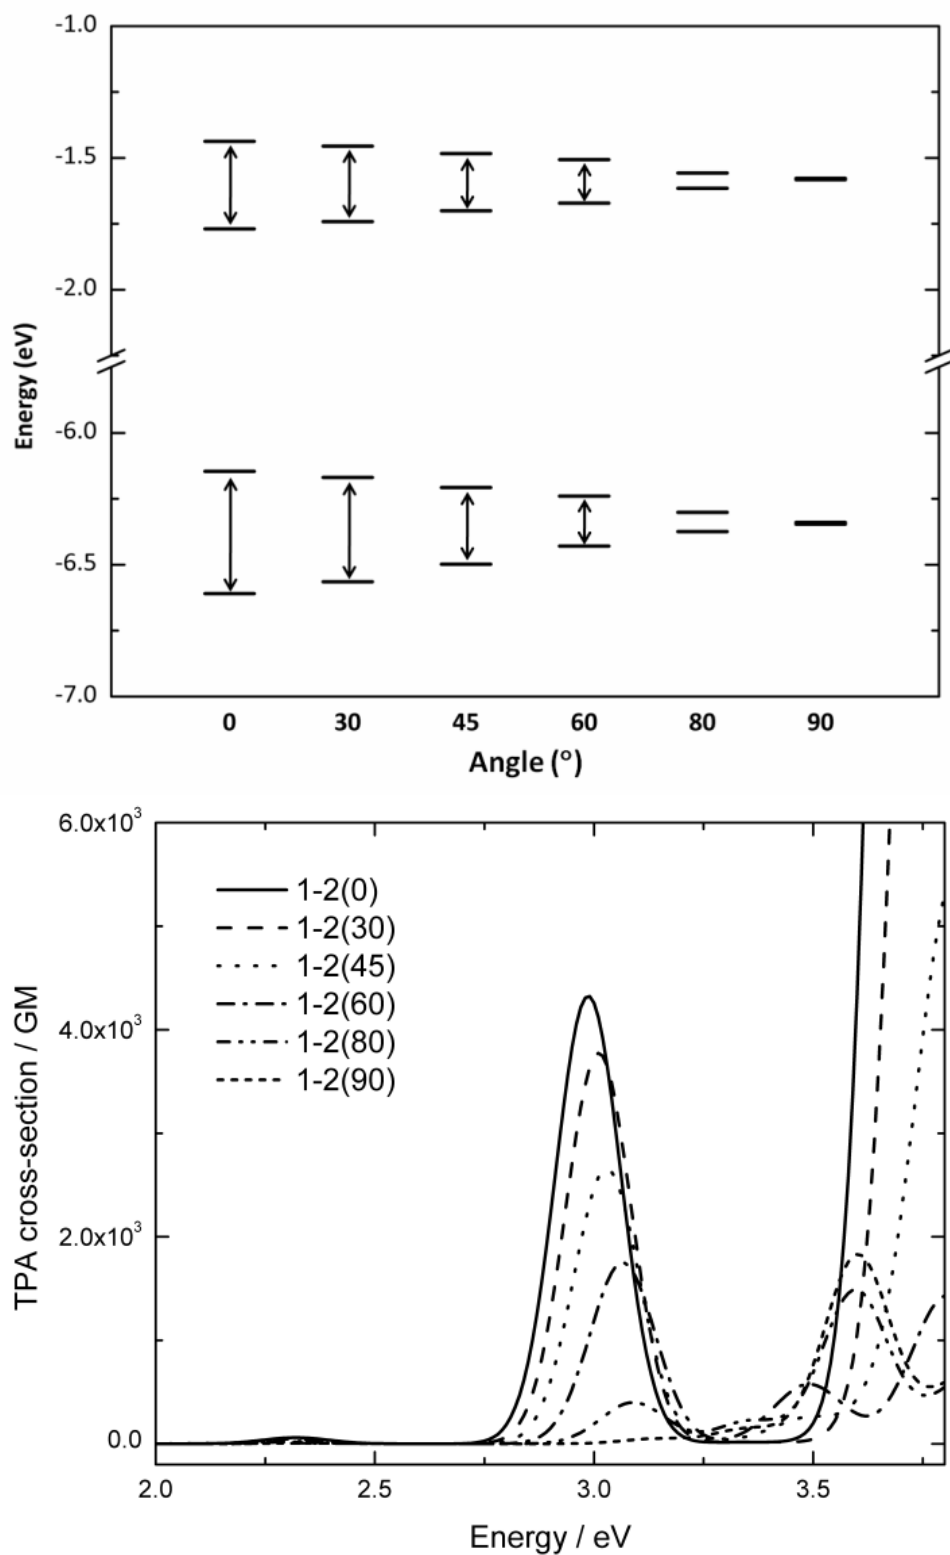 -1.0
-1.5
-2.0
Energy (eV)
-6.0
-6.5
-7.0
0 30 45 60 80 90
Angle (°)
6.0x10³
4.0x10³
2.0x10³
0.0
TPA cross-section / GM
1-2(0)
1-2(30)
1-2(45)
1-2(60)
1-2(80)
1-2(90)
2.0 2.5 3.0 3.5
Energy / eV